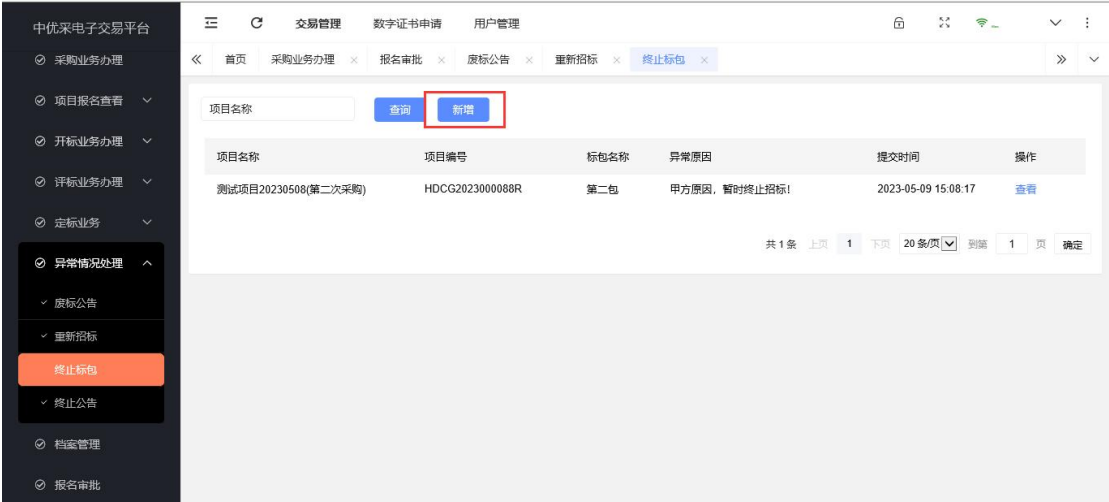 中优采电子交易平台
交易管理 数字证书申请 用户管理
采购业务办理
项目报名查看
开标业务办理
评标业务办理
定标业务
异常情况处理
废标公告
重新招标
终止标包
终止公告
档案管理
报名审批
首页 采购业务办理 报名审批 废标公告 重新招标 终止标包
项目名称 查询 新增
项目名称 项目编号 标包名称 异常原因 提交时间 操作
测试项目20230508(第二次采购) HDCG2023000088R 第二包 甲方原因，暂时终止招标! 2023-05-09 15:08:17 查看
共 1 条 上页 1 下页 20 条/页 到第 1 页 确定